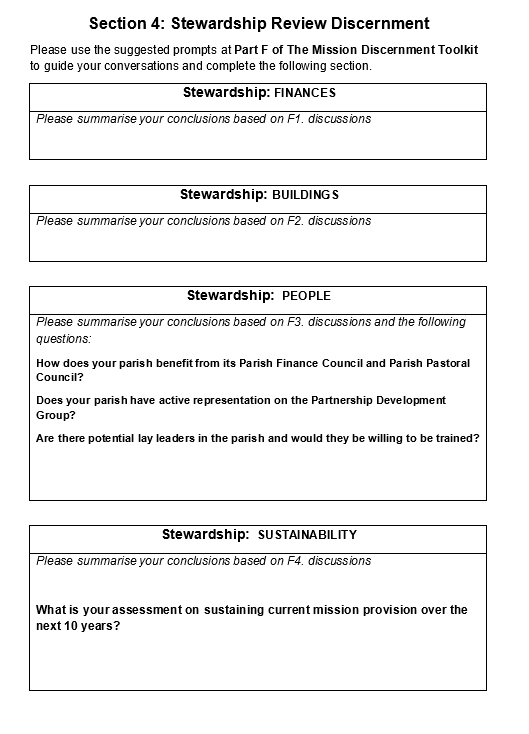 Section 4: Stewardship Review Discernment
Please use the suggested prompts at Part F of The Mission Discernment Toolkit
to guide your conversations and complete the following section.
Stewardship: FINANCES
Please summarise your conclusions based on F1. discussions
Stewardship: BUILDINGS
Please summarise your conclusions based on F2. discussions
Stewardship: PEOPLE
Please summarise your conclusions based on F3. discussions and the following
questions:
How does your parish benefit from its Parish Finance Council and Parish Pastoral
Council?
Does your parish have active representation on the Partnership Development
Group?
Are there potential lay leaders in the parish and would they be willing to be trained?
Stewardship: SUSTAINABILITY
Please summarise your conclusions based on F4. discussions
What is your assessment on sustaining current mission provision over the
next 10 years?